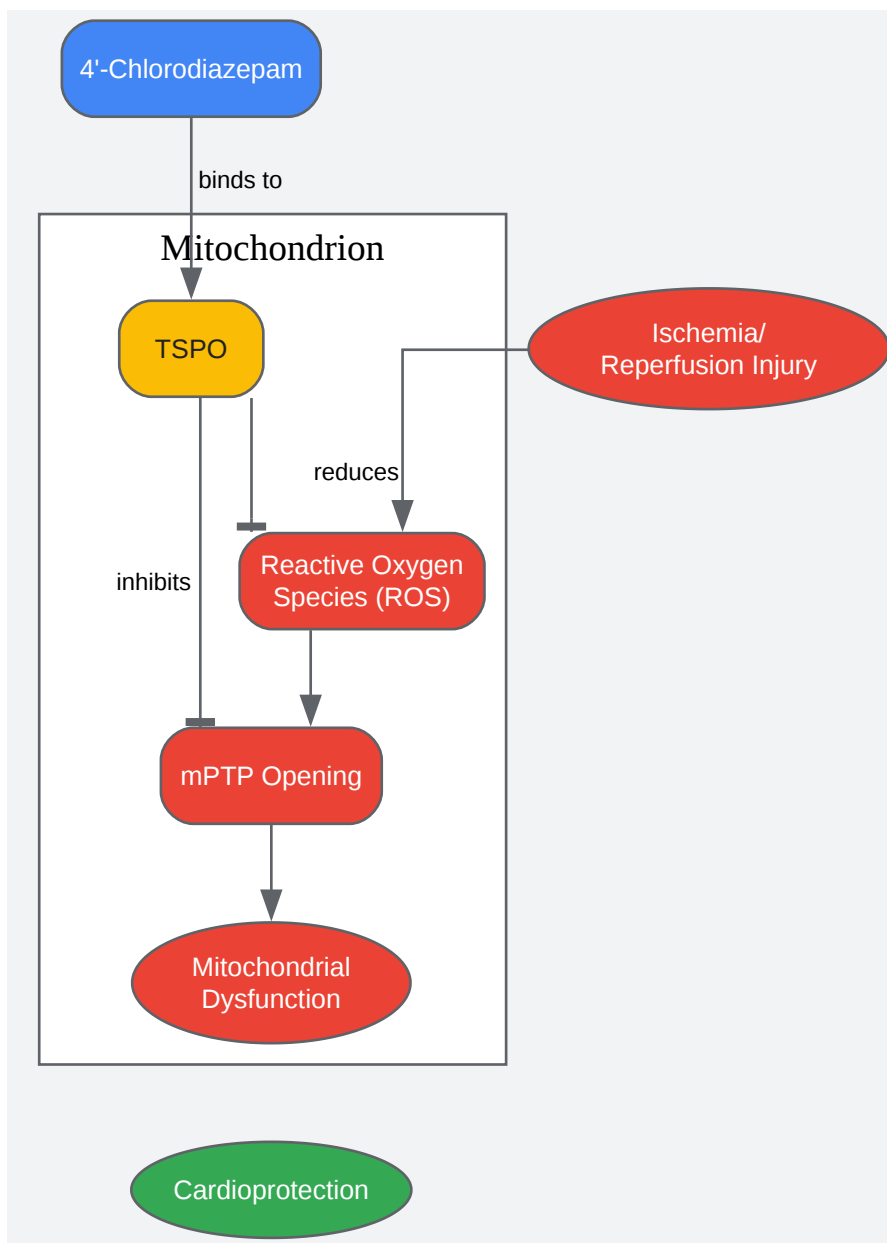 4'-Chlorodiazepam
binds to
Mitochondrion
TSPO
Ischemia/
Reperfusion Injury
reduces
Reactive Oxygen
Species (ROS)
inhibits
mPTP Opening
Mitochondrial
Dysfunction
Cardioprotection